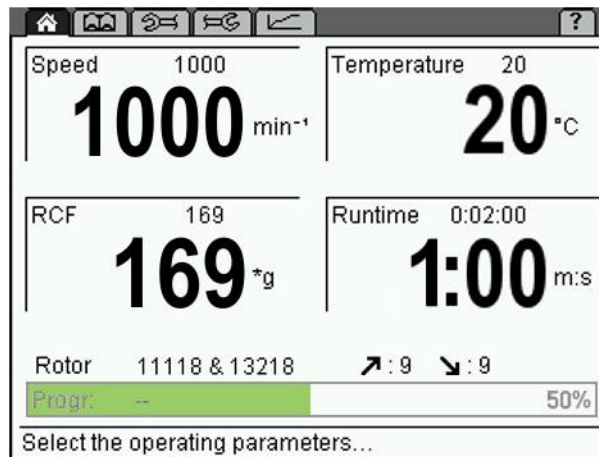 ?
Speed 1000
1000 min⁻¹
Temperature 20
20 °C
RCF 169
169 *g
Runtime 0:02:00
1:00 m:s
Rotor 11118 & 13218 ↗: 9 ↘: 9
Progr: -- 50%
Select the operating parameters...